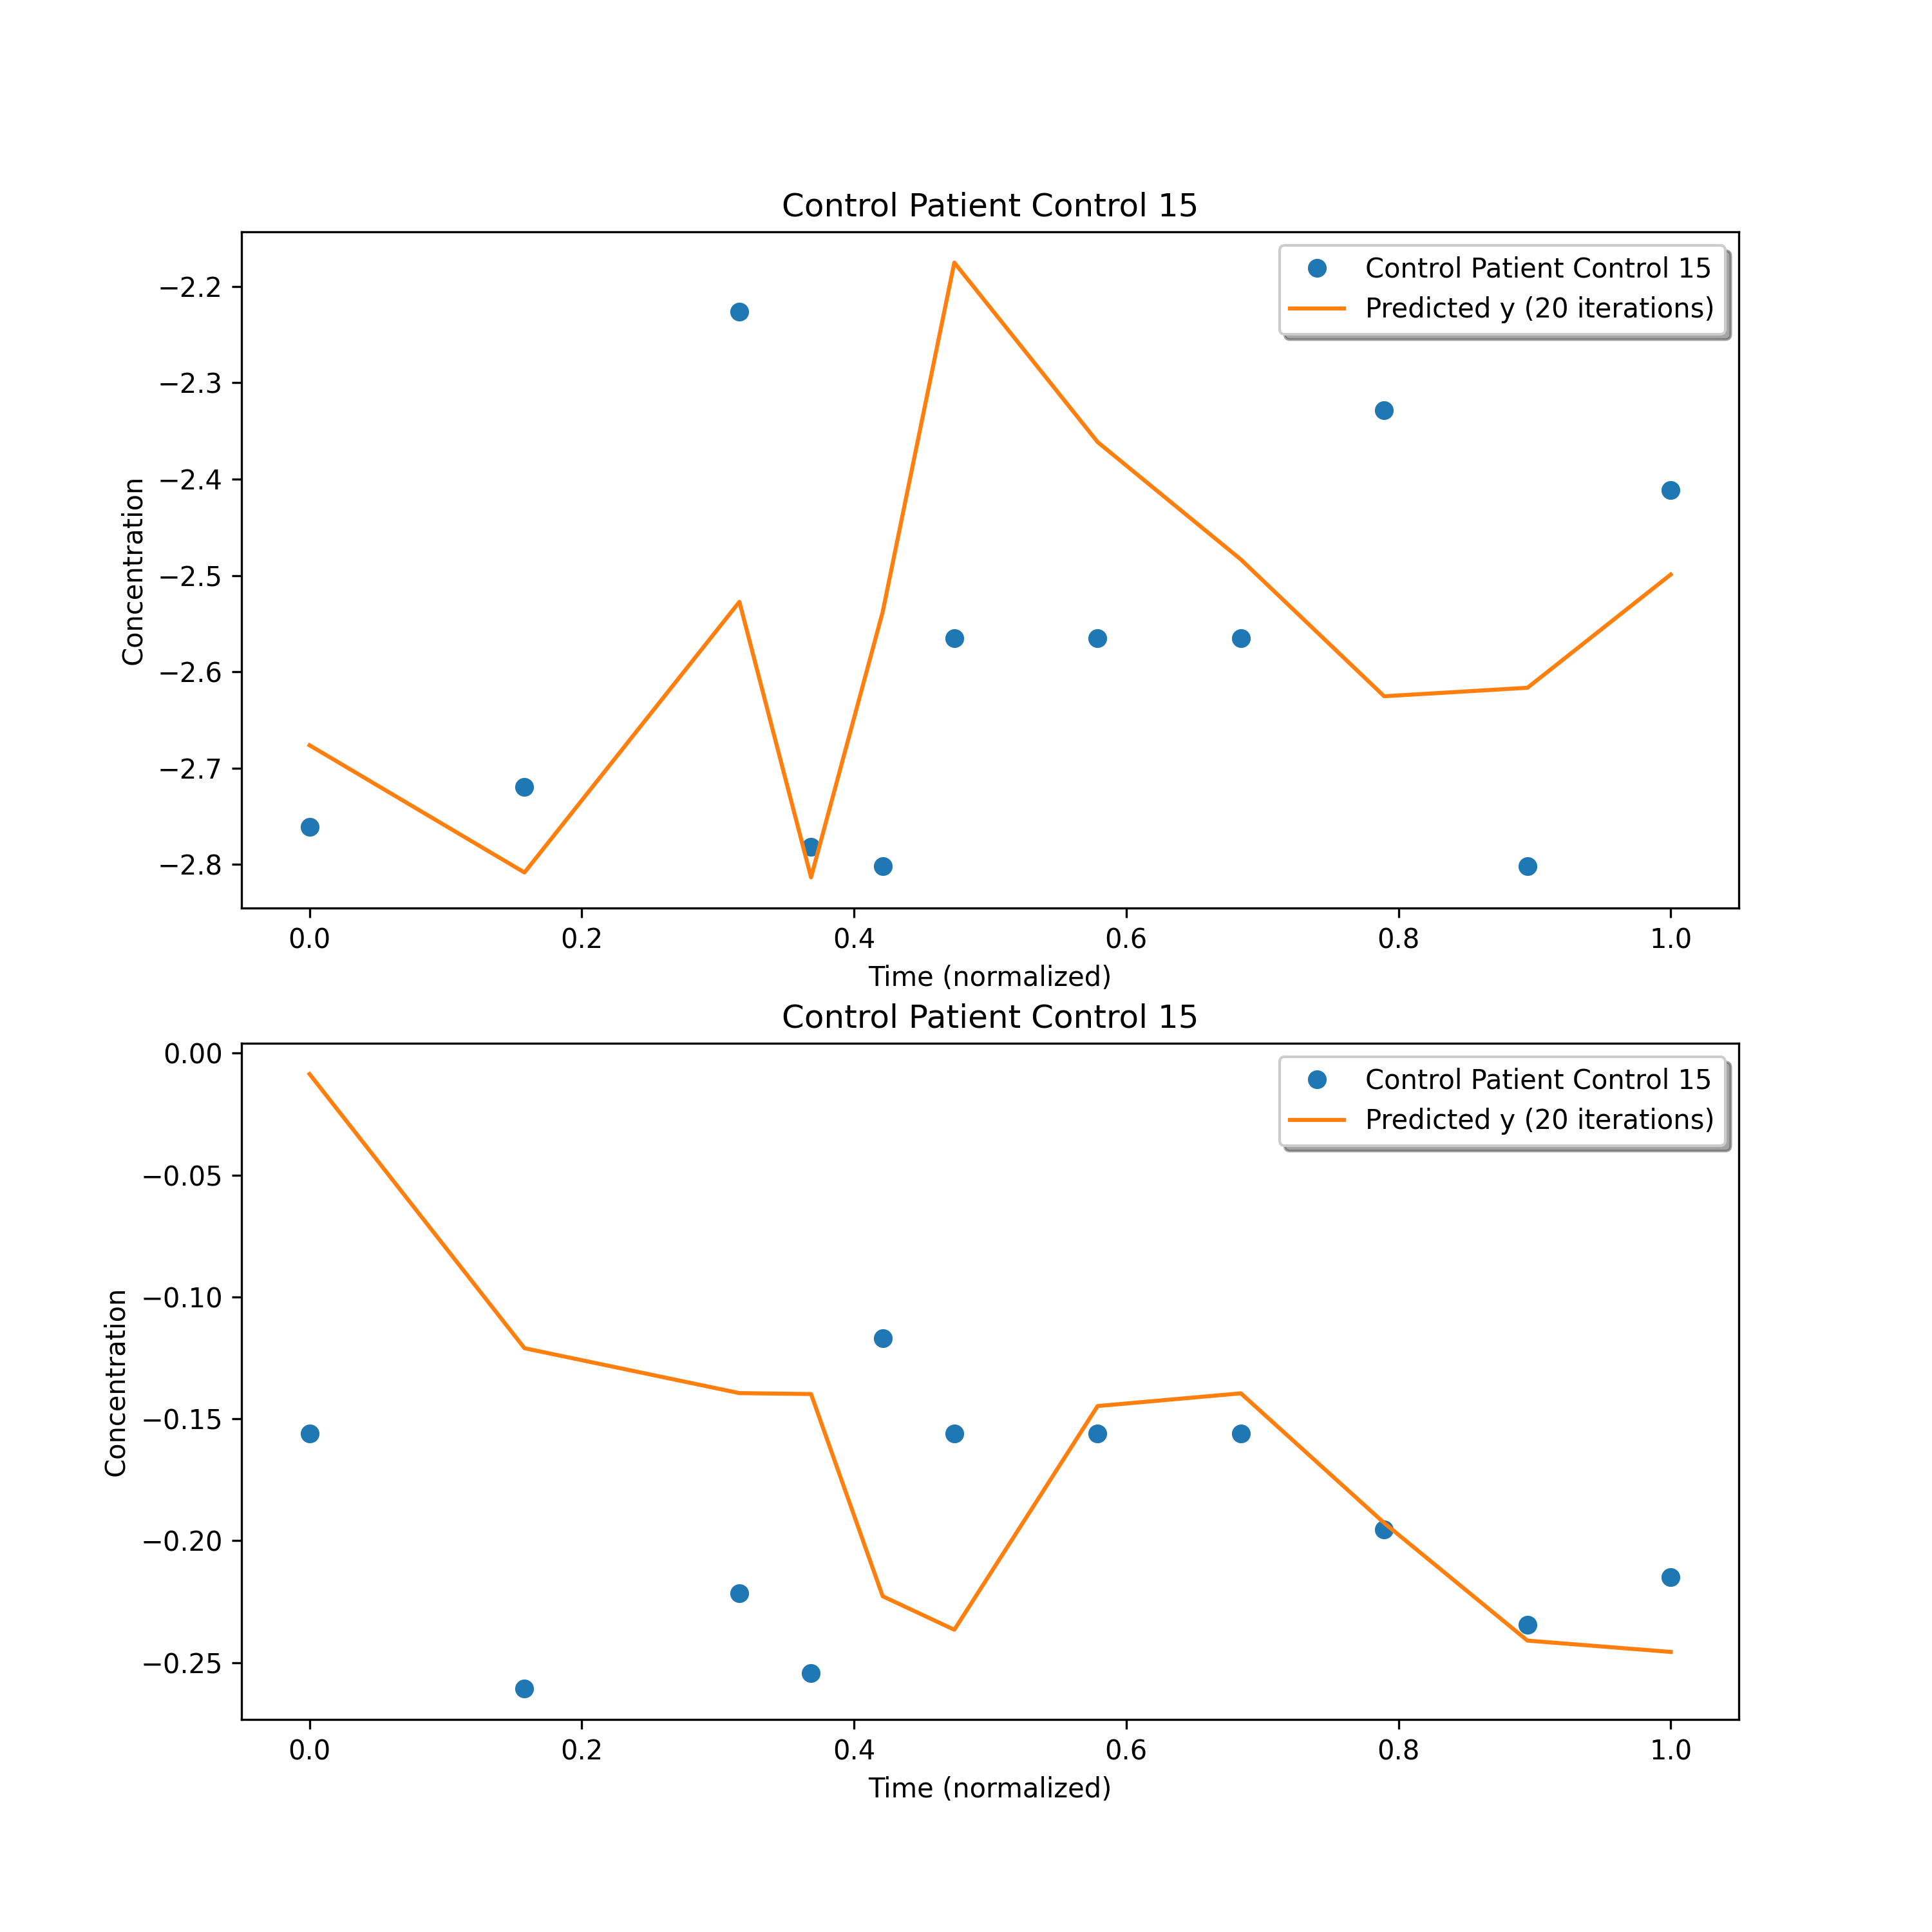 Control Patient Control 15
−2.2
−2.3
−2.4
−2.5
−2.6
−2.7
−2.8
Concentration
Control Patient Control 15
Predicted y (20 iterations)
0.0 0.2 0.4 0.6 0.8 1.0
Time (normalized)
Control Patient Control 15
0.00
−0.05
−0.10
−0.15
−0.20
−0.25
Concentration
Control Patient Control 15
Predicted y (20 iterations)
0.0 0.2 0.4 0.6 0.8 1.0
Time (normalized)